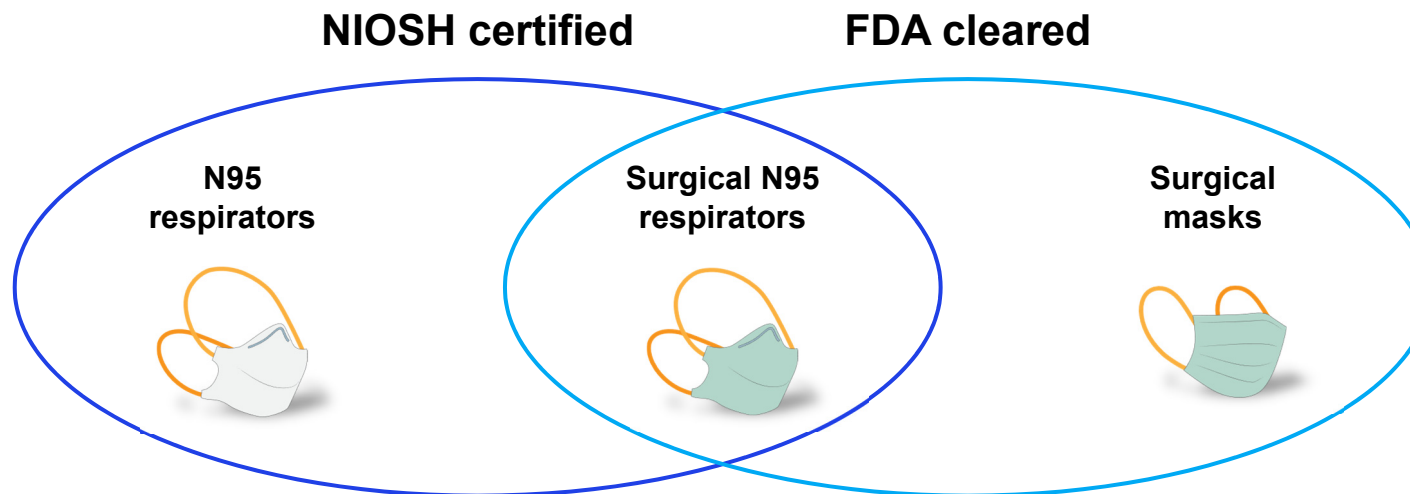 NIOSH certified
FDA cleared
N95
respirators
Surgical N95
respirators
Surgical
masks